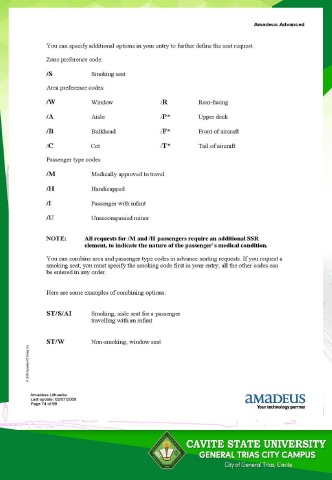 Amadeus Advanced
You can specify additional options in your entry to further define the seat request.
Zone preference code:
/S Smoking seat
Area preference codes:
/W Window /R Rear-facing
/A Aisle /P* Upper deck
/B Bulkhead /F* Front of aircraft
/C Cot /T* Tail of aircraft
Passenger type codes:
/M Medically approved to travel
/H Handicapped
/I Passenger with infant
/U Unaccompanied minor
NOTE: All requests for /M and /H passengers require an additional SSR
element, to indicate the nature of the passenger's medical condition.
You can combine area and passenger type codes in advance seating requests. If you request a
smoking seat, you must specify the smoking code first in your entry; all the other codes can
be entered in any order.
Here are some examples of combining options:
ST/S/AI Smoking, aisle seat for a passenger
travelling with an infant
ST/W Non-smoking, window seat
Amadeus Lithuania
Last update: 02/07/2009
Page 74 of 99
amadeus
Your technology partner
CAVITE STATE UNIVERSITY
GENERAL TRIAS CITY CAMPUS
City of General Trias, Cavite